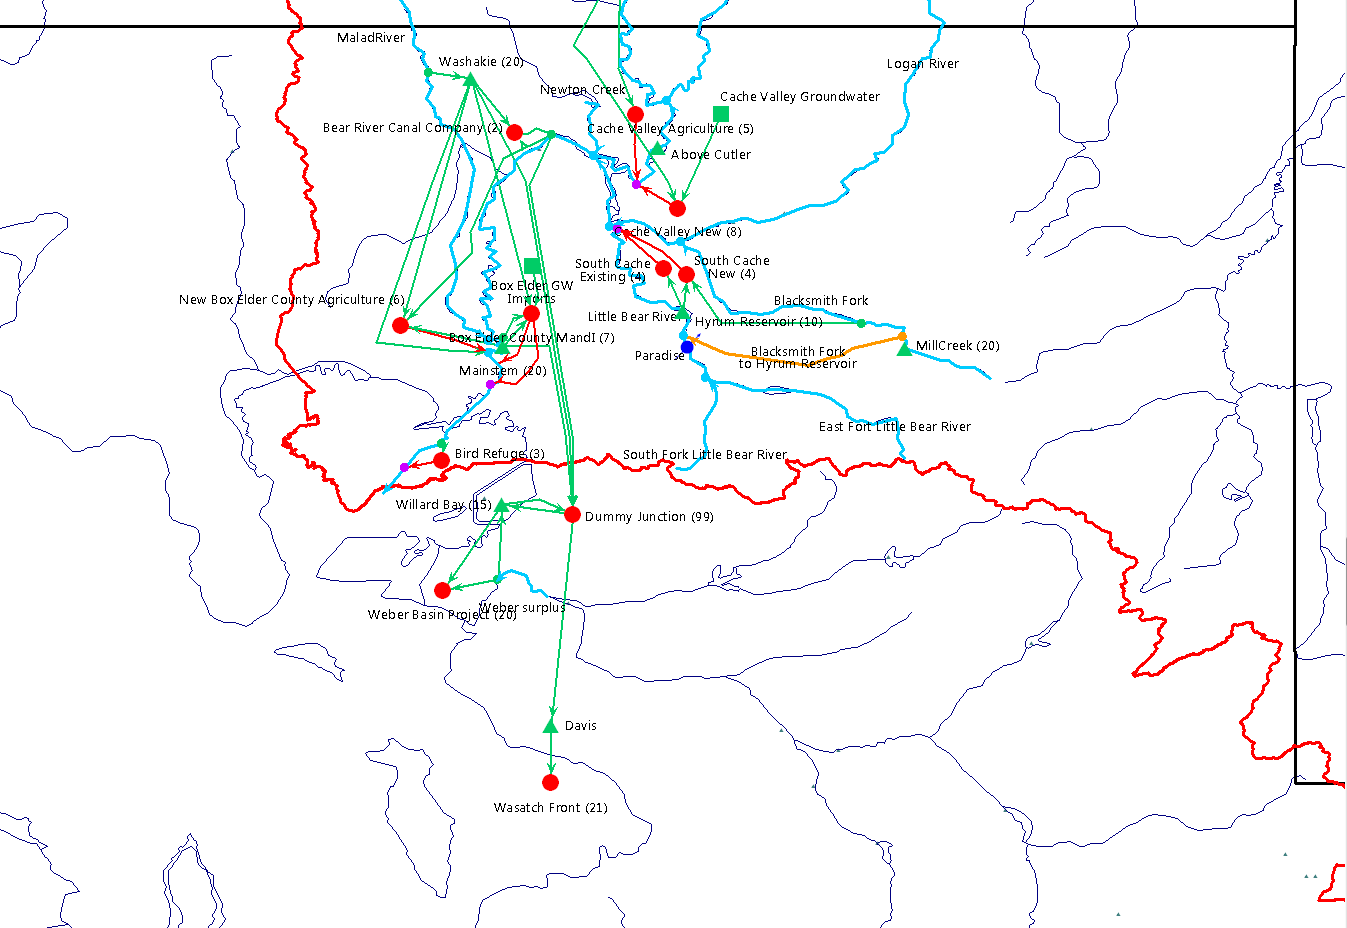 MaladRiver
Washakie (20)
Logan River
Newton Creek
Cache Valley Groundwater
Bear River Canal Company (2)
Cache Valley Agriculture (5)
Above Cutler
che Valley New (8)
South Cache
Existing (4)
South Cache
New (4)
Box Elder GW
Imports
New Box Elder County Agriculture (6)
Blacksmith Fork
Little Bear River
Hyrum Reservoir (10)
Box Elder County MandI (7)
MillCreek (20)
Paradise
Blacksmith Fork
to Hyrum Reservoir
Mainstem (20)
East Fort Little Bear River
Bird Refuge (3)
South Fork Little Bear River
Willard Bay (15)
Dummy Junction (99)
Weber surplus
Weber Basin Project (20)
Davis
Wasatch Front (21)